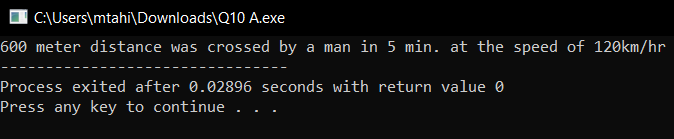 C:\Users\mtahi\Downloads\Q10 A.exe
600 meter distance was crossed by a man in 5 min. at the speed of 120km/hr
--------------------------------
Process exited after 0.02896 seconds with return value 0
Press any key to continue . . .